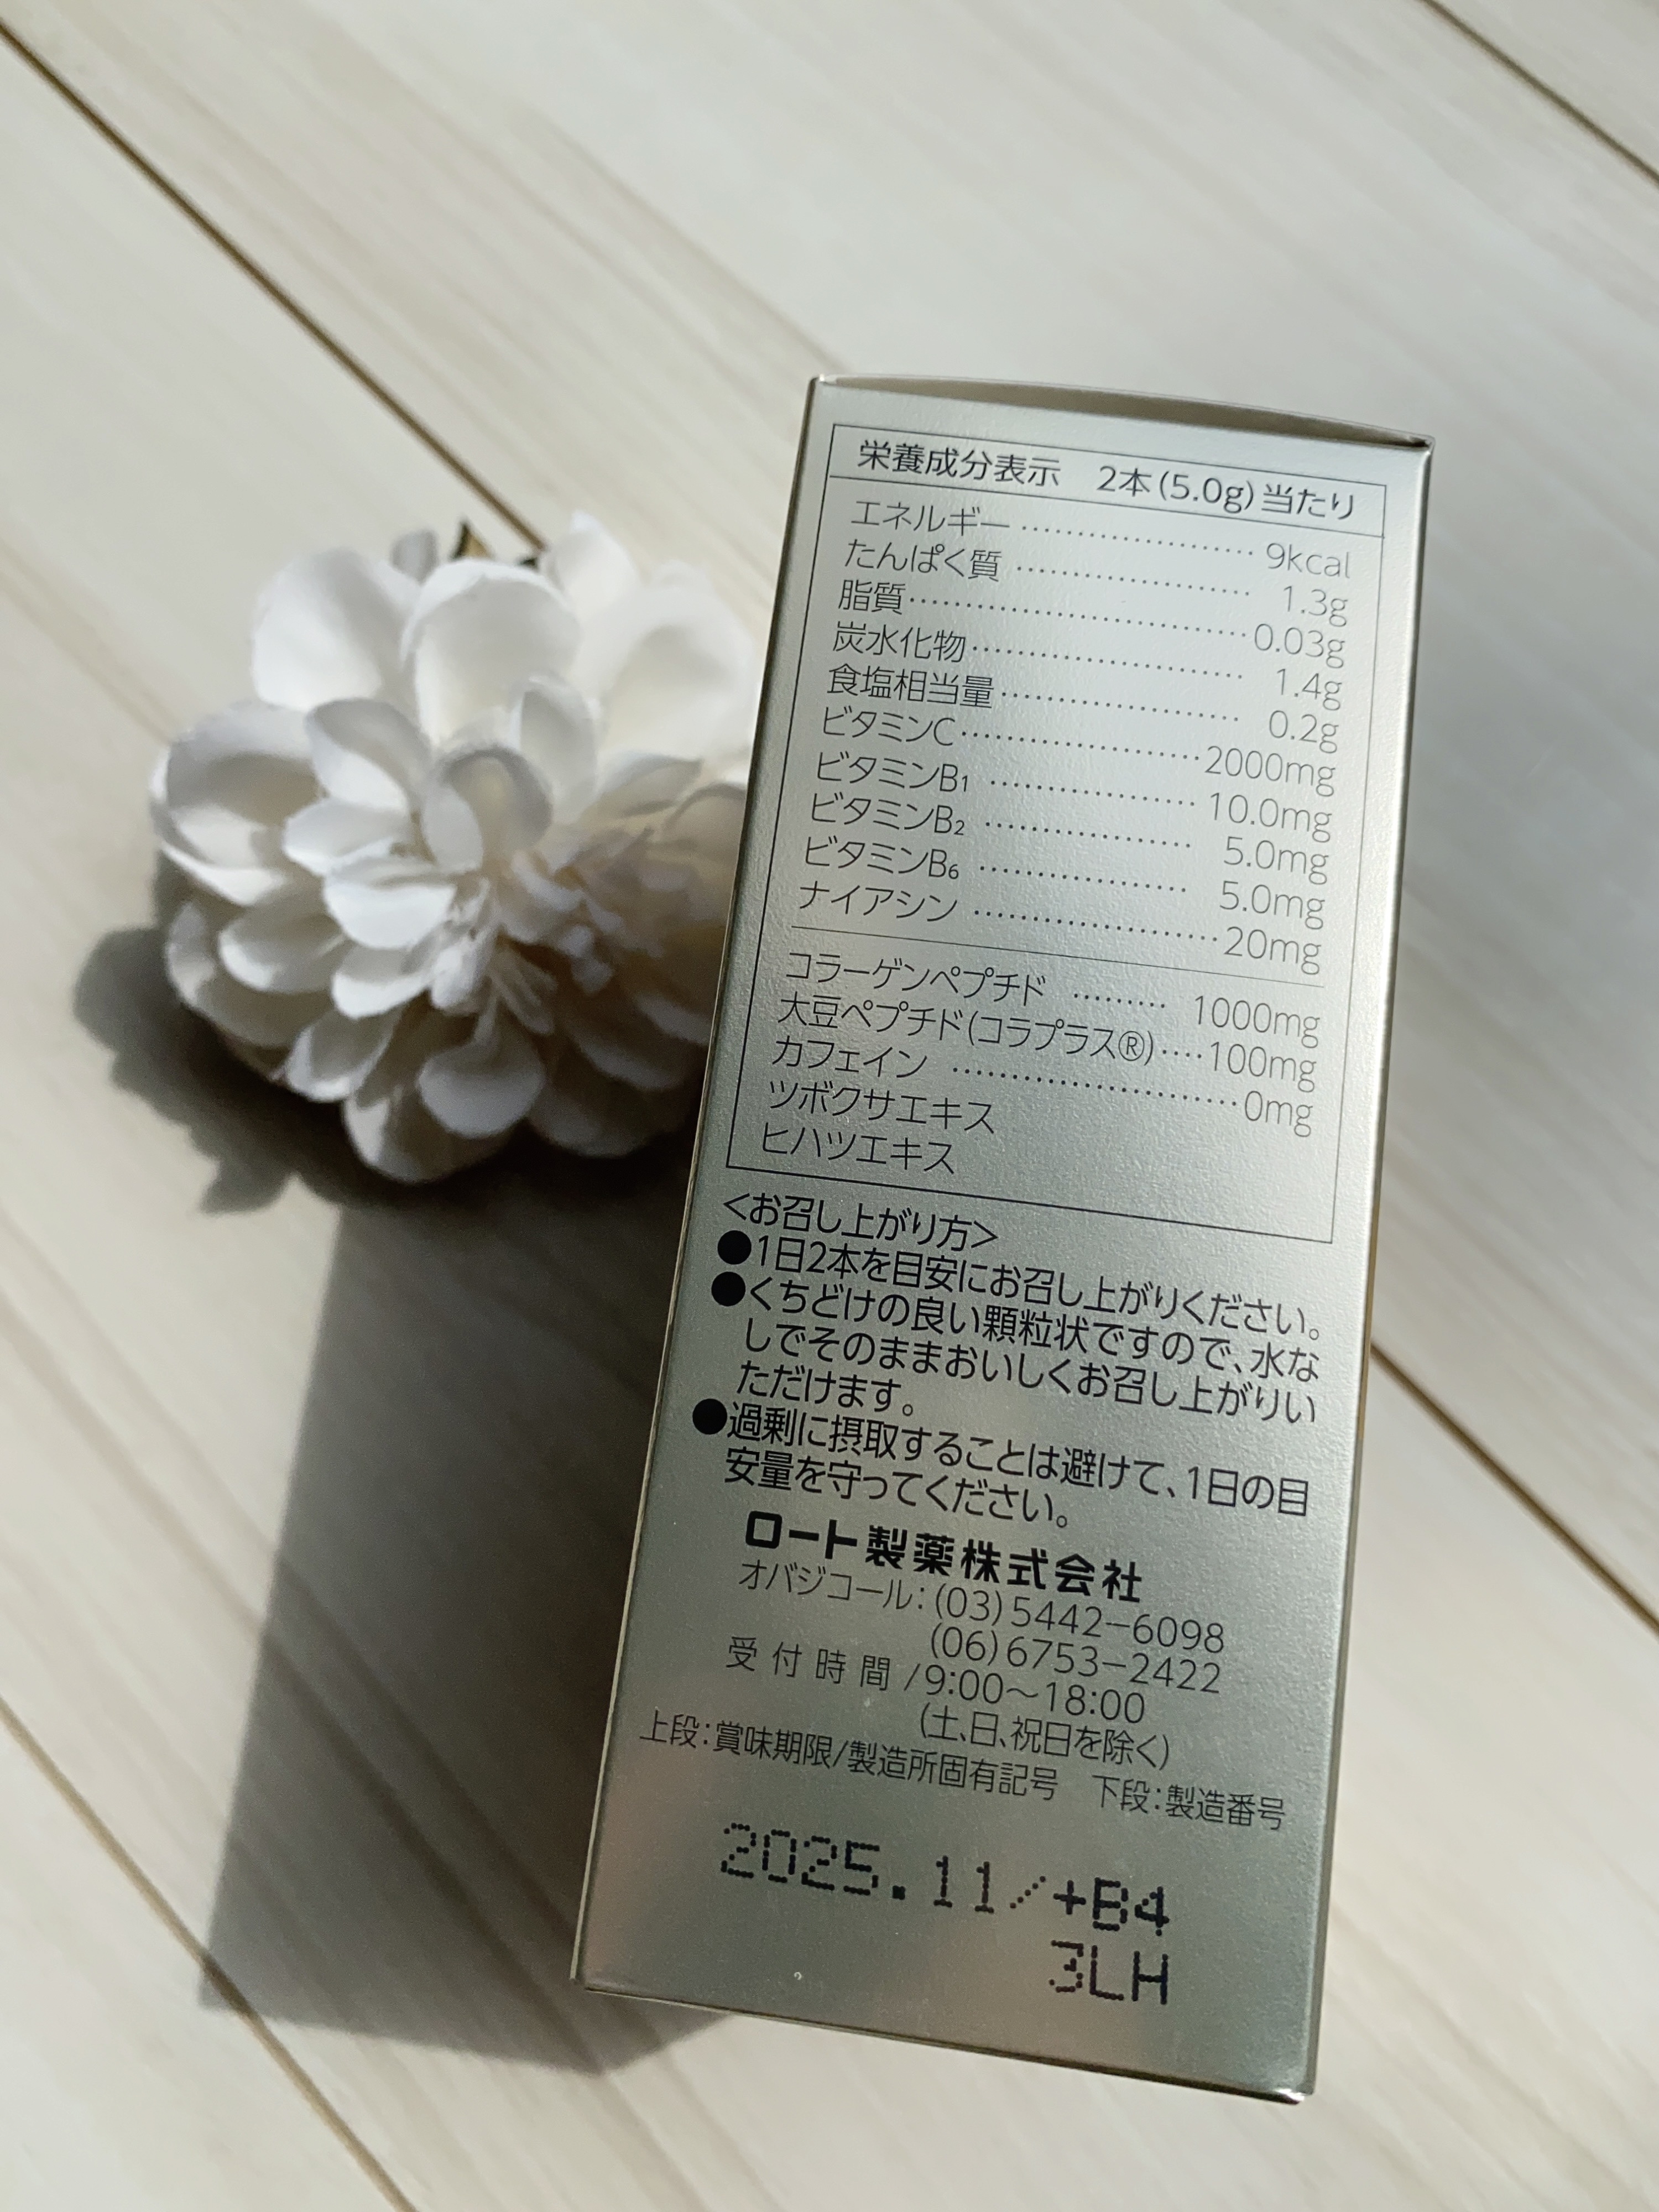 栄養成分表示 2本(5.0g)当たり
エネルギー…………………9kcal
たんぱく質…………………1.3g
脂質…………………………0.03g
炭水化物……………………1.4g
食塩相当量…………………0.2g
ビタミンC…………………2000mg
ビタミンB₁…………………10.0mg
ビタミンB₂…………………5.0mg
ビタミンB₆…………………5.0mg
ナイアシン…………………20mg
コラーゲンペプチド………1000mg
大豆ペプチド(コラプラス®)‥‥100mg
カフェイン…………………0mg
ツボクサエキス
ヒハツエキス
<お召し上がり方>
●1日2本を目安にお召し上がりください。
●くちどけの良い顆粒状ですので、水な
しでそのままおいしくお召し上がりい
ただけます。
●過剰に摂取することは避けて、1日の目
安量を守ってください。
ロート製薬株式会社
オバジコール:(03)5442−6098
(06)6753−2422
受付時間/9:00〜18:00
(土、日、祝日を除く)
上段:賞味期限/製造所固有記号 下段:製造番号
2025.11/+B4
3LH